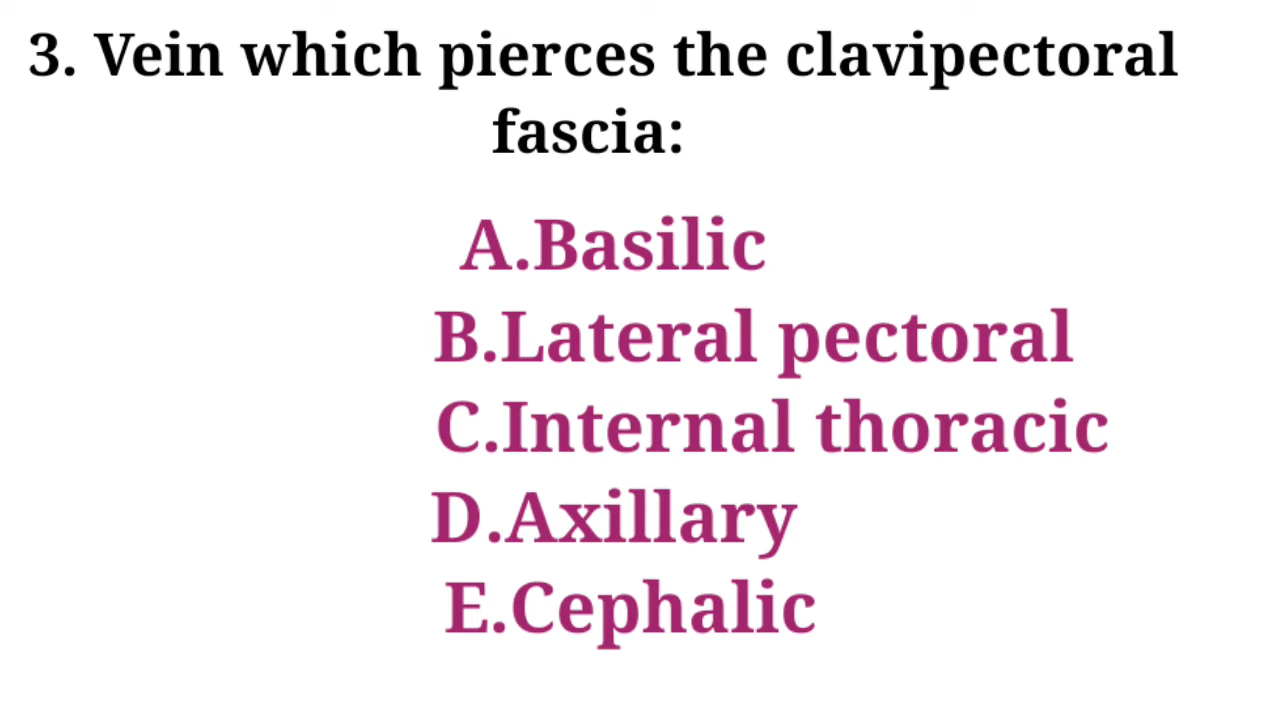 3. Vein which pierces the clavipectoral
fascia:
A.Basilic
B.Lateral pectoral
C.Internal thoracic
D.Axillary
E.Cephalic